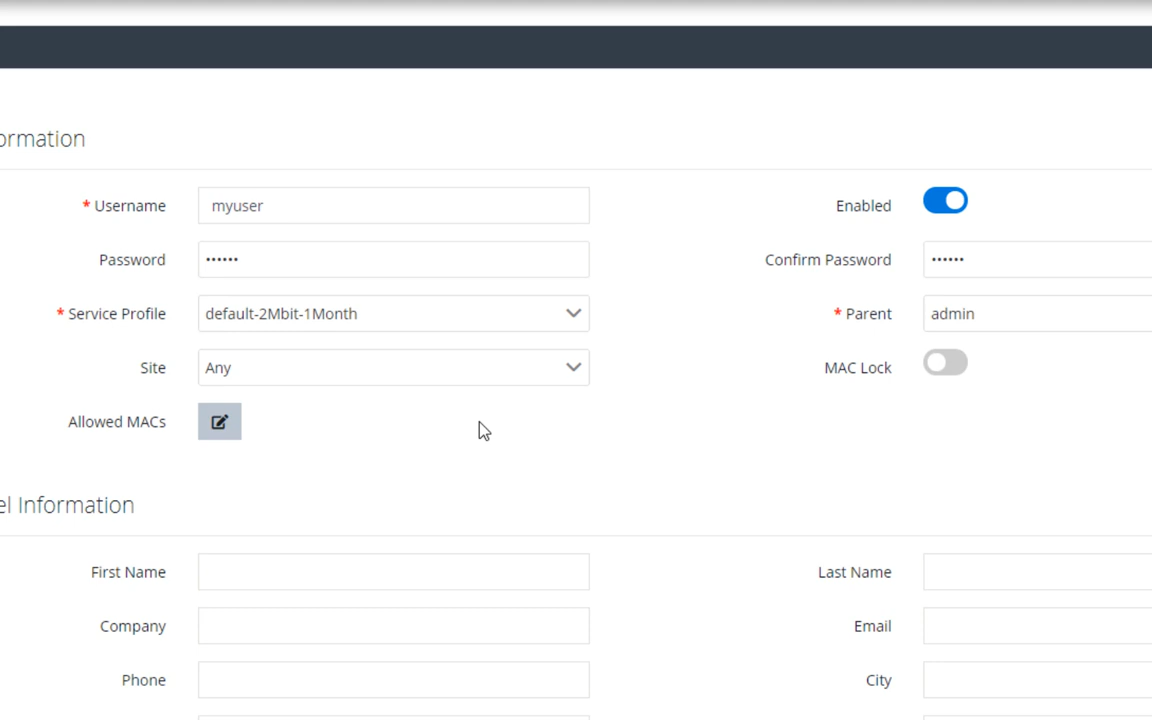 ormation
* Username myuser Enabled
Password •••••• Confirm Password ••••••
* Service Profile default-2Mbit-1Month * Parent admin
Site Any MAC Lock
Allowed MACs
el Information
First Name Last Name
Company Email
Phone City